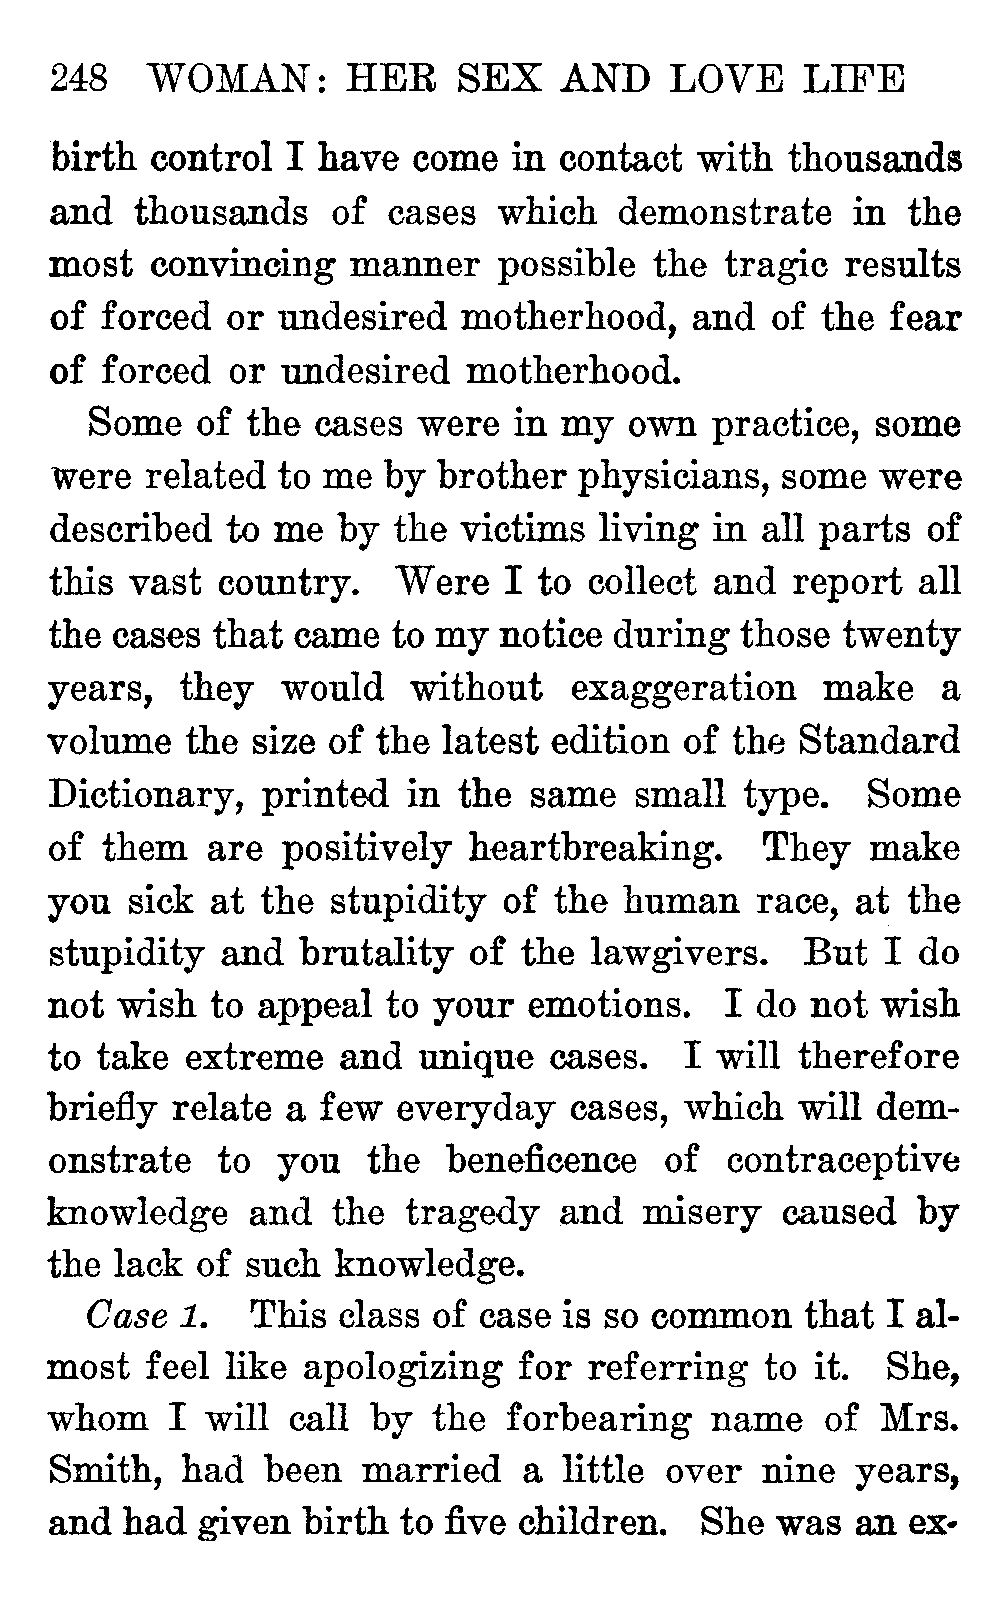 248 WOMAN: HER SEX AND LOVE LIFE
birth control I have come in contact with thousands
and thousands of cases which demonstrate in the
most convincing manner possible the tragic results
of forced or undesired motherhood, and of the fear
of forced or undesired motherhood.
Some of the cases were in my own practice, some
were related to me by brother physicians, some were
described to me by the victims living in all parts of
this vast country. Were I to collect and report all
the cases that came to my notice during those twenty
years, they would without exaggeration make a
volume the size of the latest edition of the Standard
Dictionary, printed in the same small type. Some
of them are positively heartbreaking. They make
you sick at the stupidity of the human race, at the
stupidity and brutality of the lawgivers. But I do
not wish to appeal to your emotions. I do not wish
to take extreme and unique cases. I will therefore
briefly relate a few everyday cases, which will dem-
onstrate to you the beneficence of contraceptive
knowledge and the tragedy and misery caused by
the lack of such knowledge.
Case 1. This class of case is so common that I al-
most feel like apologizing for referring to it. She,
whom I will call by the forbearing name of Mrs.
Smith, had been married a little over nine years,
and had given birth to five children. She was an ex-